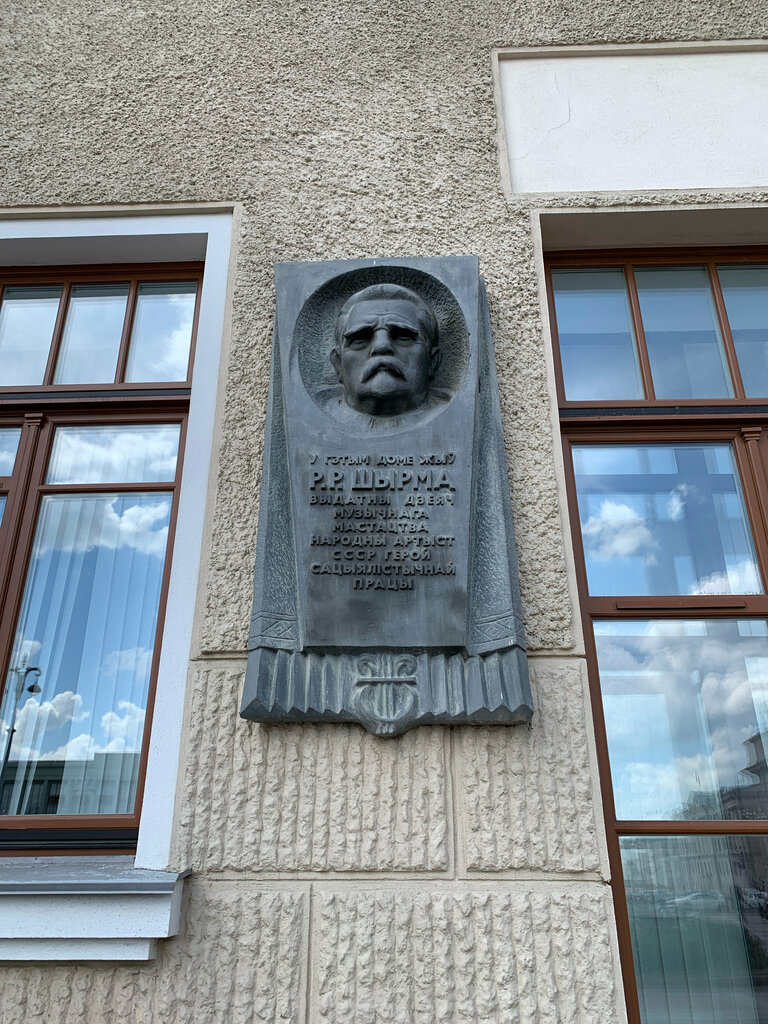 У ГЭТЫМ ДОМЕ ЖЫЎ
Р.Р. ШЫРМА
ВЫДАТНЫ ДЗЕЯЧ
МУЗЫЧНАГА
МАСТАЦТВА
НАРОДНЫ АРТЫСТ
СССР ГЕРОЙ
САЦЫЯЛІСТЫЧНАЙ
ПРАЦЫ